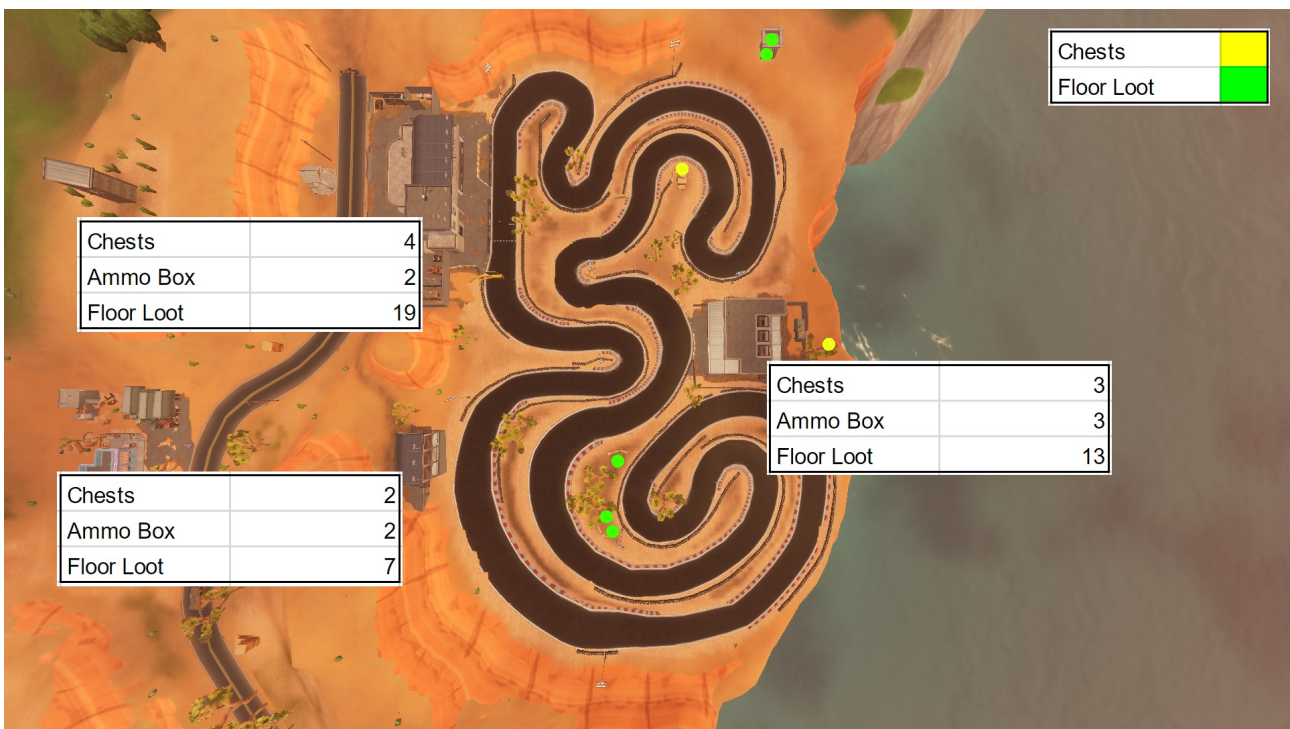 Chests
Floor Loot
Chests 4
Ammo Box 2
Floor Loot 19
Chests 3
Ammo Box 3
Floor Loot 13
Chests 2
Ammo Box 2
Floor Loot 7